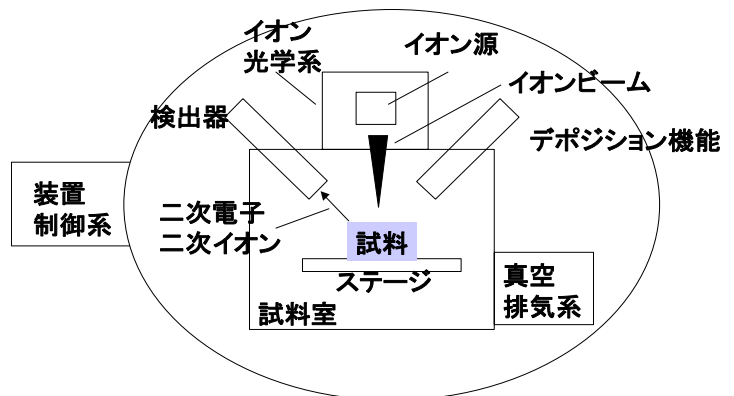 イオン
光学系
イオン源
イオンビーム
検出器
デポジション機能
装置
制御系
二次電子
二次イオン
試料
ステージ
真空
排気系
試料室